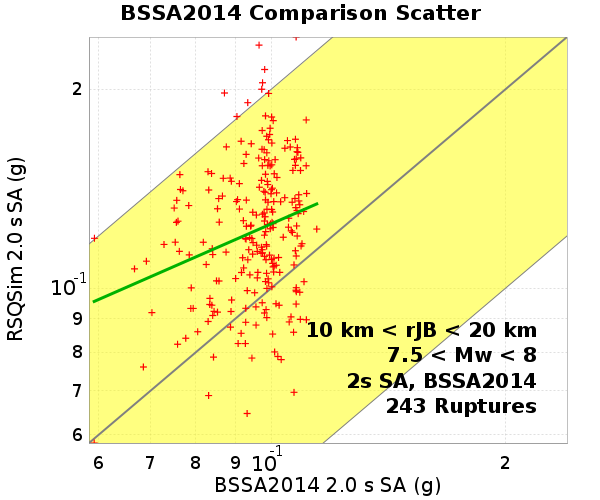 BSSA2014 Comparison Scatter
RSQSim 2.0 s SA (g)
2
10⁻¹
9
8
7
6
10 km < rJB < 20 km
7.5 < Mw < 8
2s SA, BSSA2014
243 Ruptures
6 7 8 9 10⁻¹ 2
BSSA2014 2.0 s SA (g)